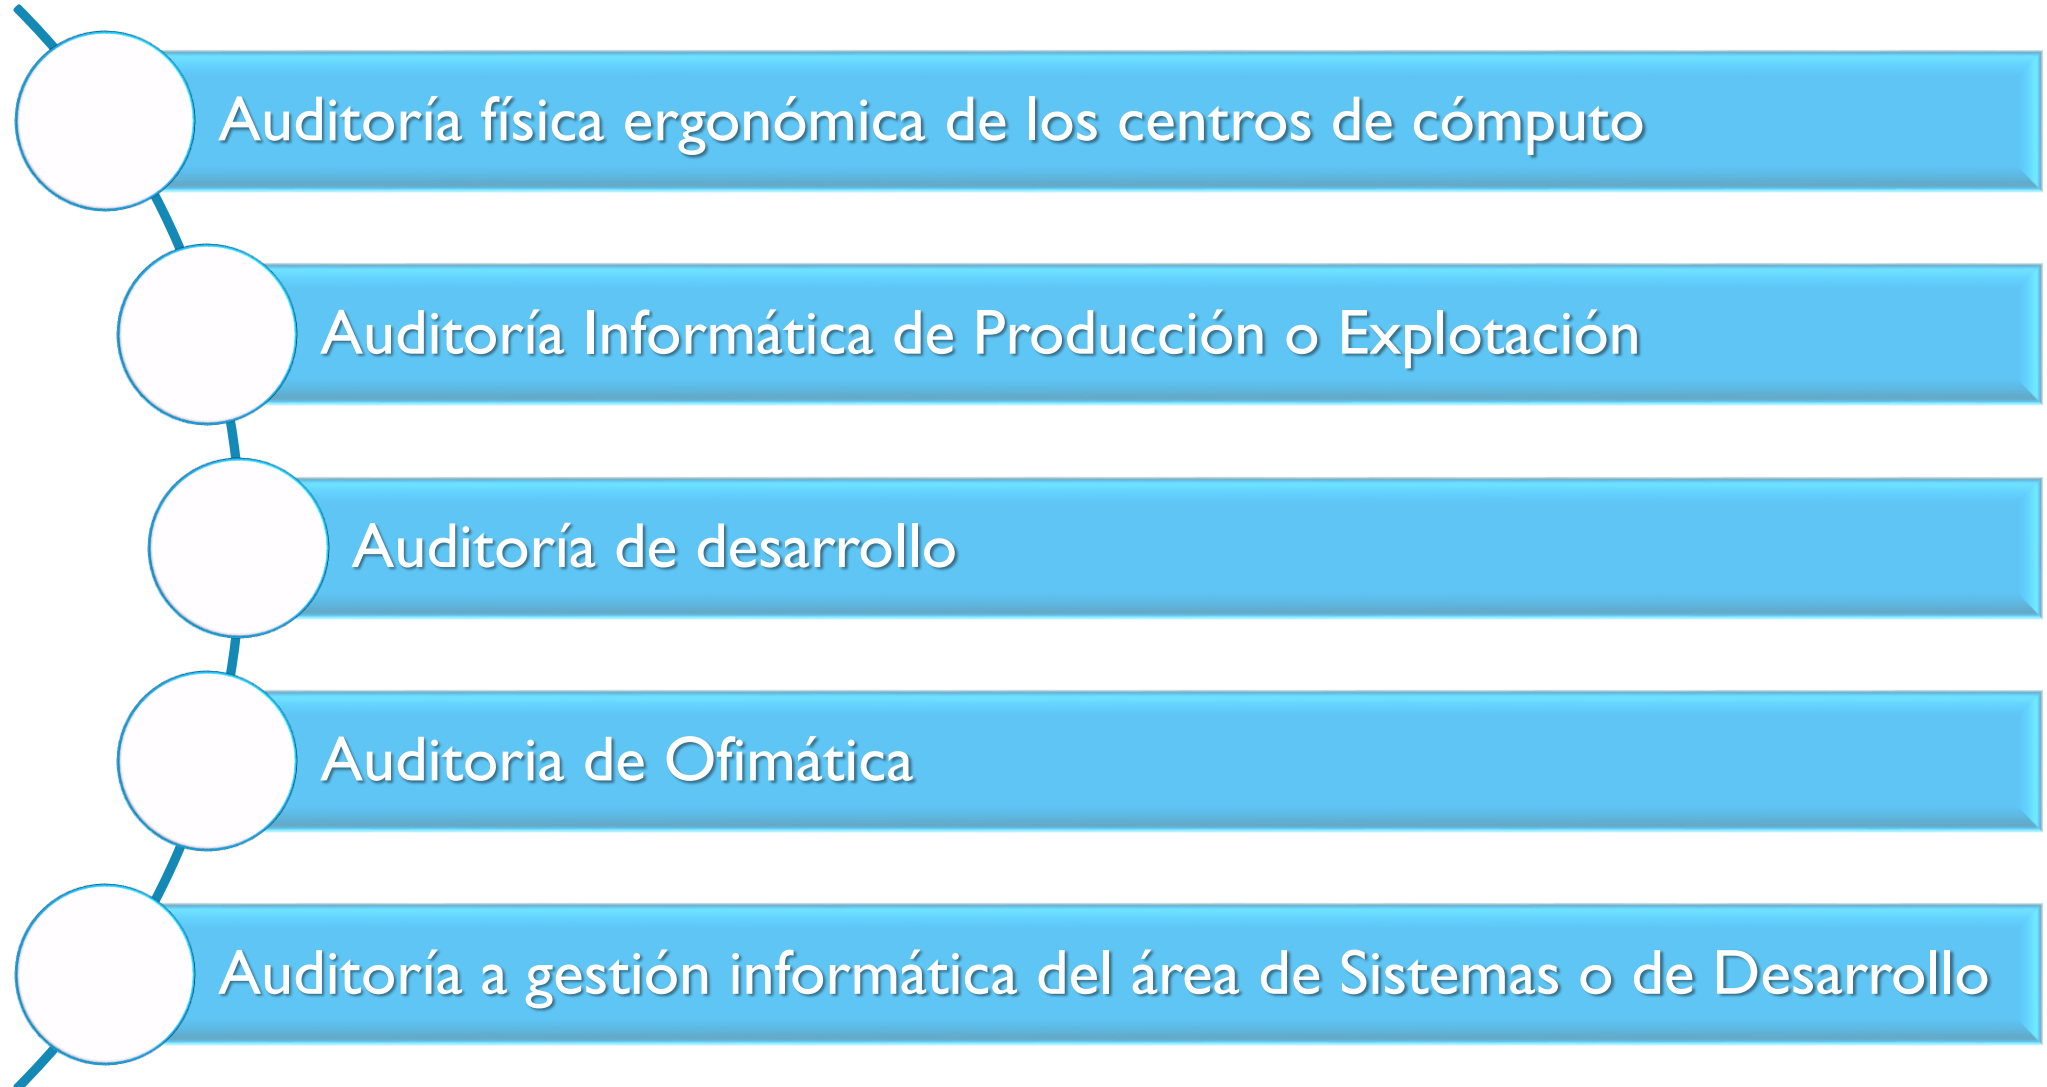 Auditoría física ergonómica de los centros de cómputo
Auditoría Informática de Producción o Explotación
Auditoría de desarrollo
Auditoria de Ofimática
Auditoría a gestión informática del área de Sistemas o de Desarrollo